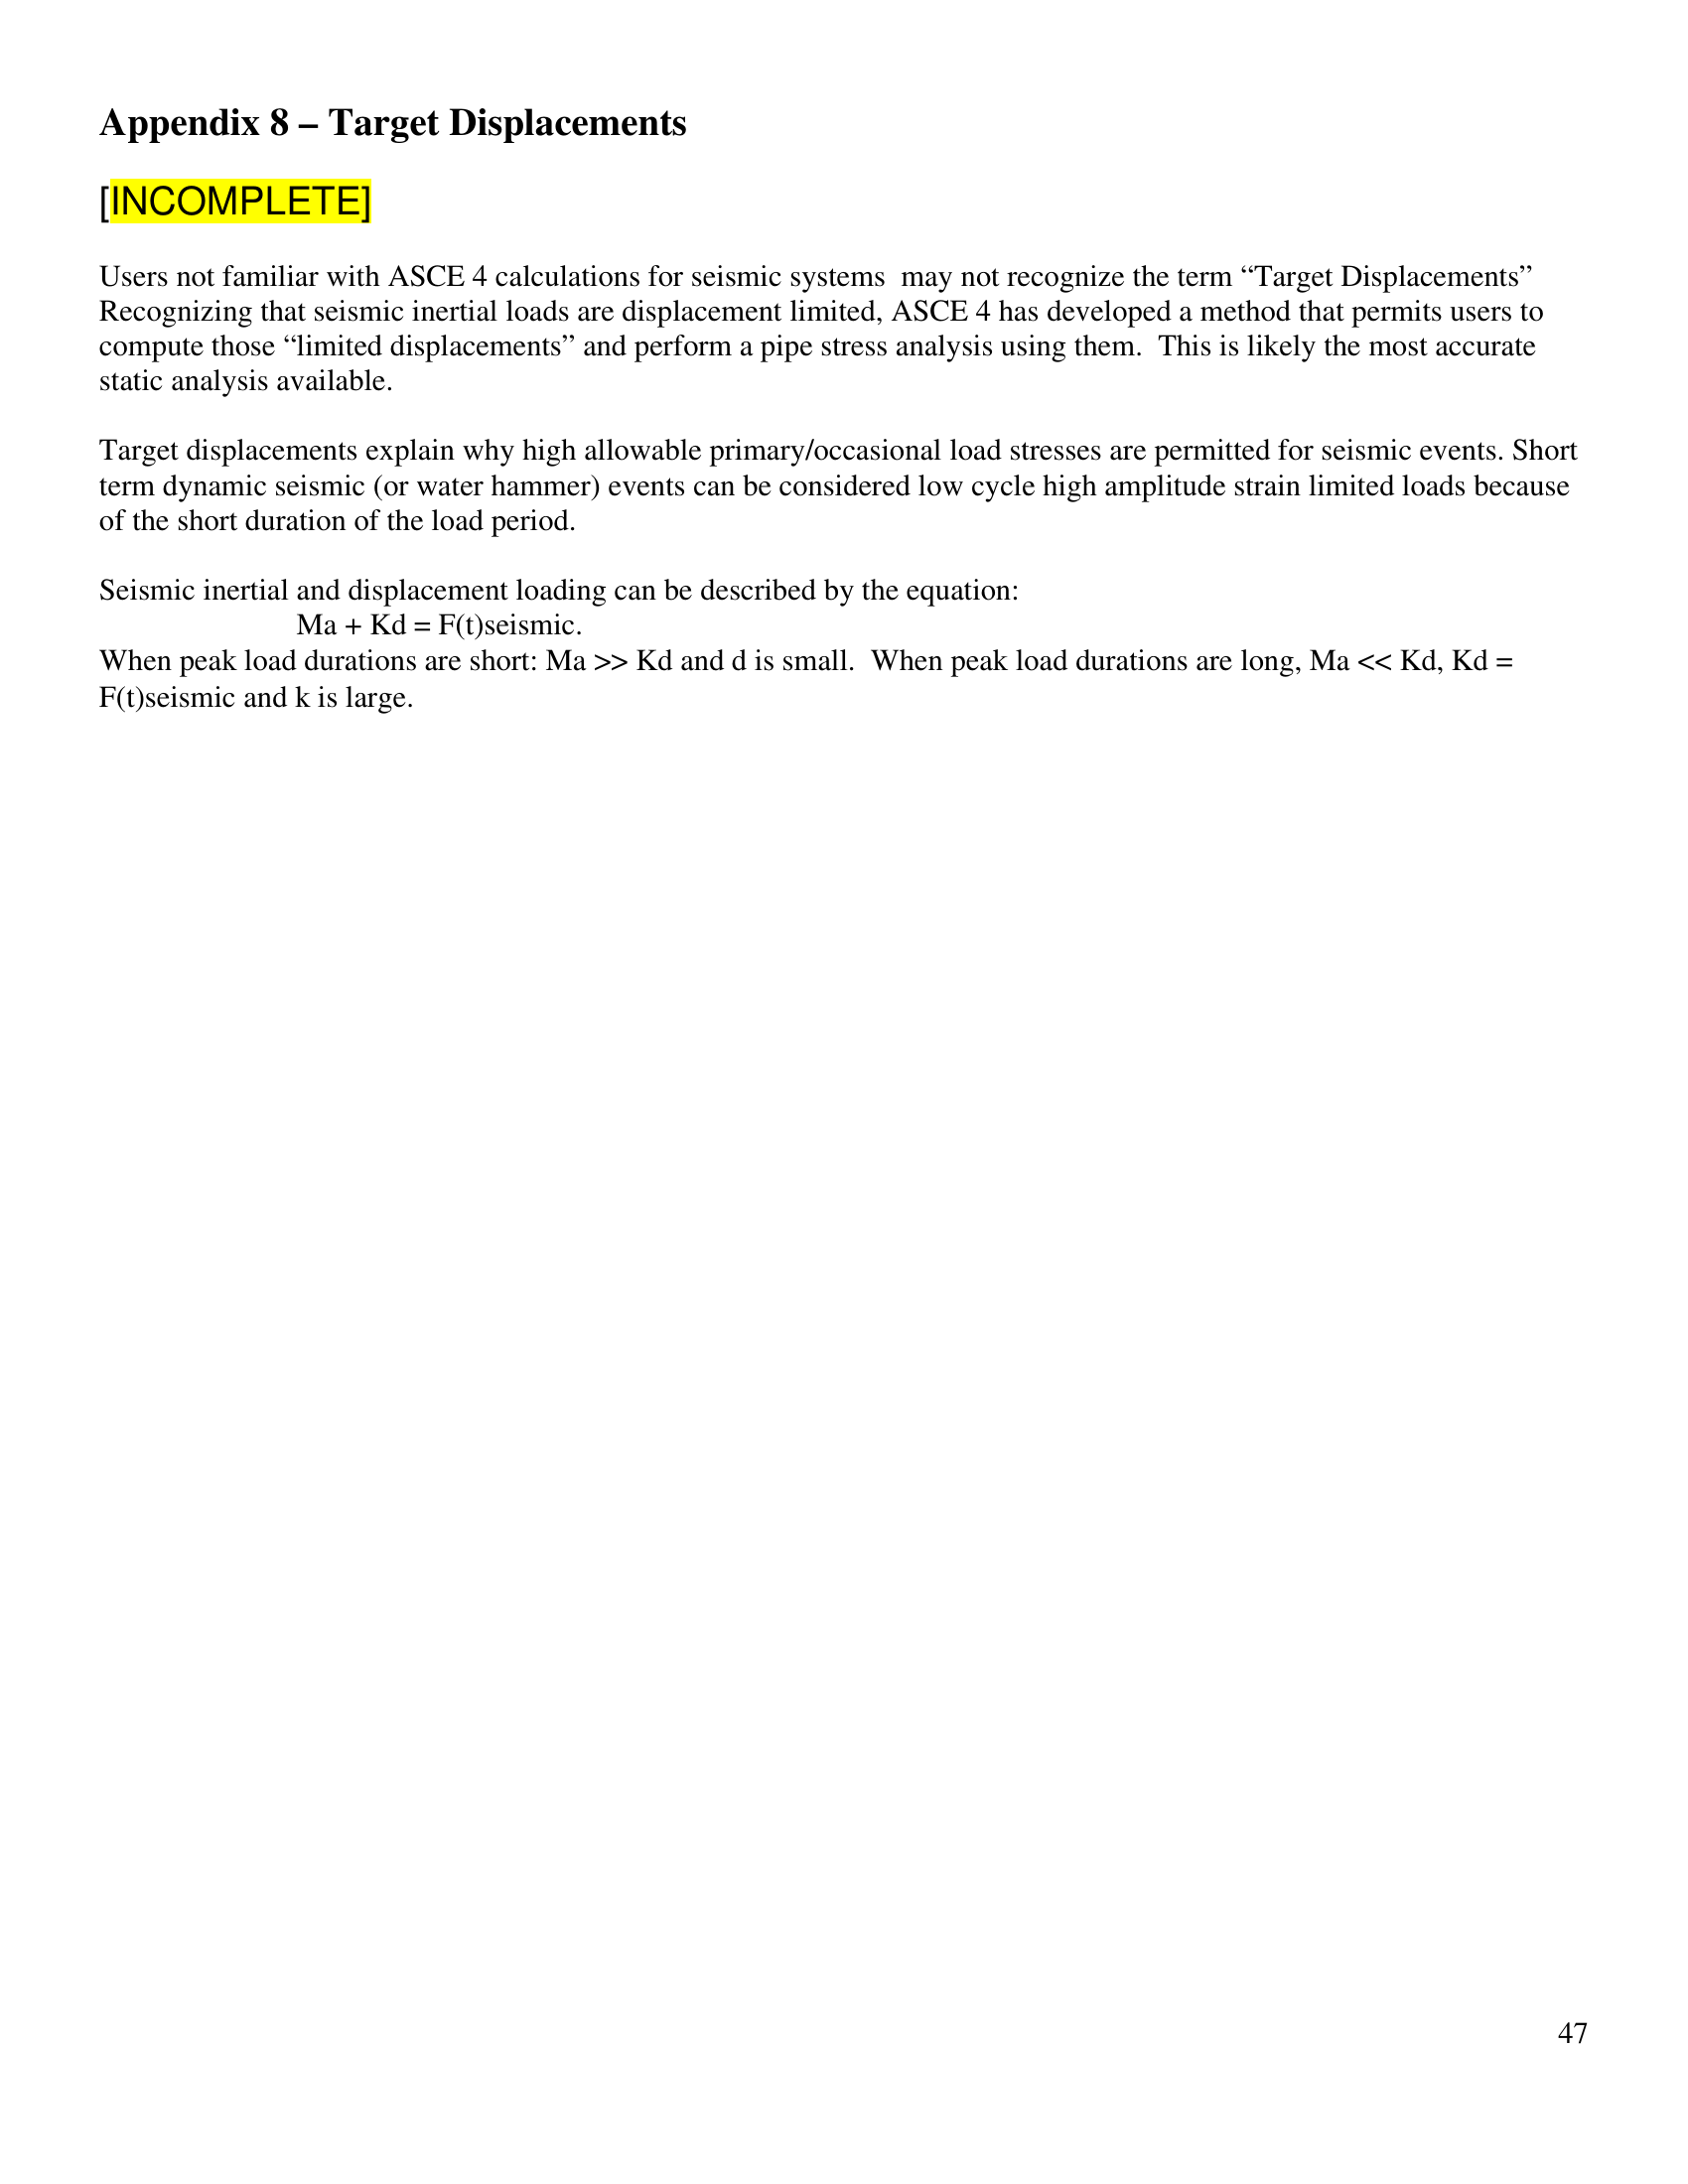 Appendix 8 – Target Displacements
[INCOMPLETE]
Users not familiar with ASCE 4 calculations for seismic systems  may not recognize the term “Target Displacements”
Recognizing that seismic inertial loads are displacement limited, ASCE 4 has developed a method that permits users to
compute those “limited displacements” and perform a pipe stress analysis using them.  This is likely the most accurate
static analysis available.
Target displacements explain why high allowable primary/occasional load stresses are permitted for seismic events. Short
term dynamic seismic (or water hammer) events can be considered low cycle high amplitude strain limited loads because
of the short duration of the load period.
Seismic inertial and displacement loading can be described by the equation:
Ma + Kd = F(t)seismic.
When peak load durations are short: Ma >> Kd and d is small.  When peak load durations are long, Ma << Kd, Kd =
F(t)seismic and k is large.
47